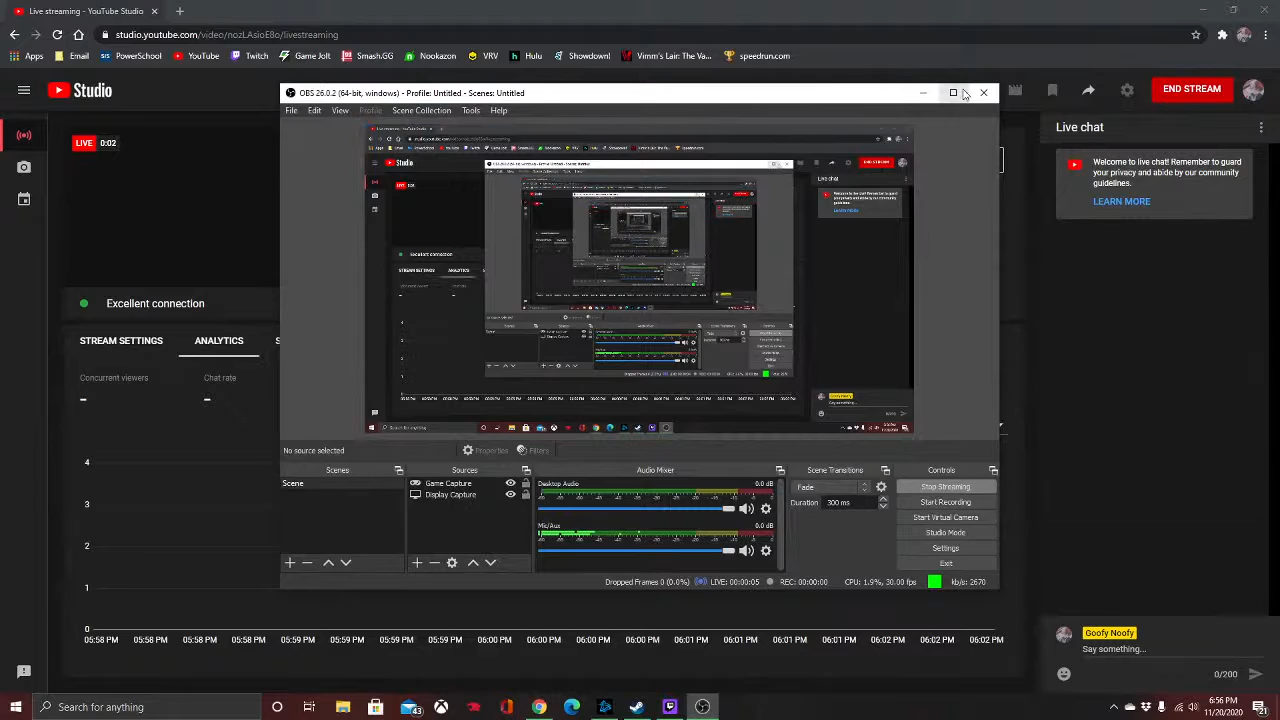 Live streaming - YouTube Studio
studio.youtube.com/video/nozLAsioE8o/livestreaming
Apps Email PowerSchool YouTube Twitch Game Jolt SmashGG Nookazon VRV Hulu Showdown! Vimm's Lair: The Va... speedrun.com
Studio
END STREAM
LIVE 0:02
OBS 26.0.2 (64-bit, windows) - Profile: Untitled - Scenes: Untitled
File Edit View Profile Scene Collection Tools Help
Live chat
Welcome to live chat! Remember to guard
your privacy and abide by our community
guidelines.
LEARN MORE
Excellent connection
STREAM SETTINGS ANALYTICS
Concurrent viewers Chat rate
- -
4
3
2
1
0
05:58 PM 05:58 PM 05:58 PM 05:59 PM 05:59 PM 05:59 PM 06:00 PM 06:00 PM 06:00 PM 06:01 PM 06:01 PM 06:01 PM 06:02 PM 06:02 PM 06:02 PM
No source selected Properties Filters
Scenes Sources Audio Mixer Scene Transitions Controls
Scene
Game Capture
Display Capture
Desktop Audio 0.0 dB
Mic/Aux 0.0 dB
Fade
Duration 300 ms
Stop Streaming
Start Recording
Start Virtual Camera
Studio Mode
Settings
Exit
Dropped Frames 0 (0.0%) LIVE: 00:00:05 REC: 00:00:00 CPU: 1.9%, 30.00 fps kb/s: 2670
Goofy Noofy
Say something...
0/200
Search for anything
43
6:56 PM
11/20/2020